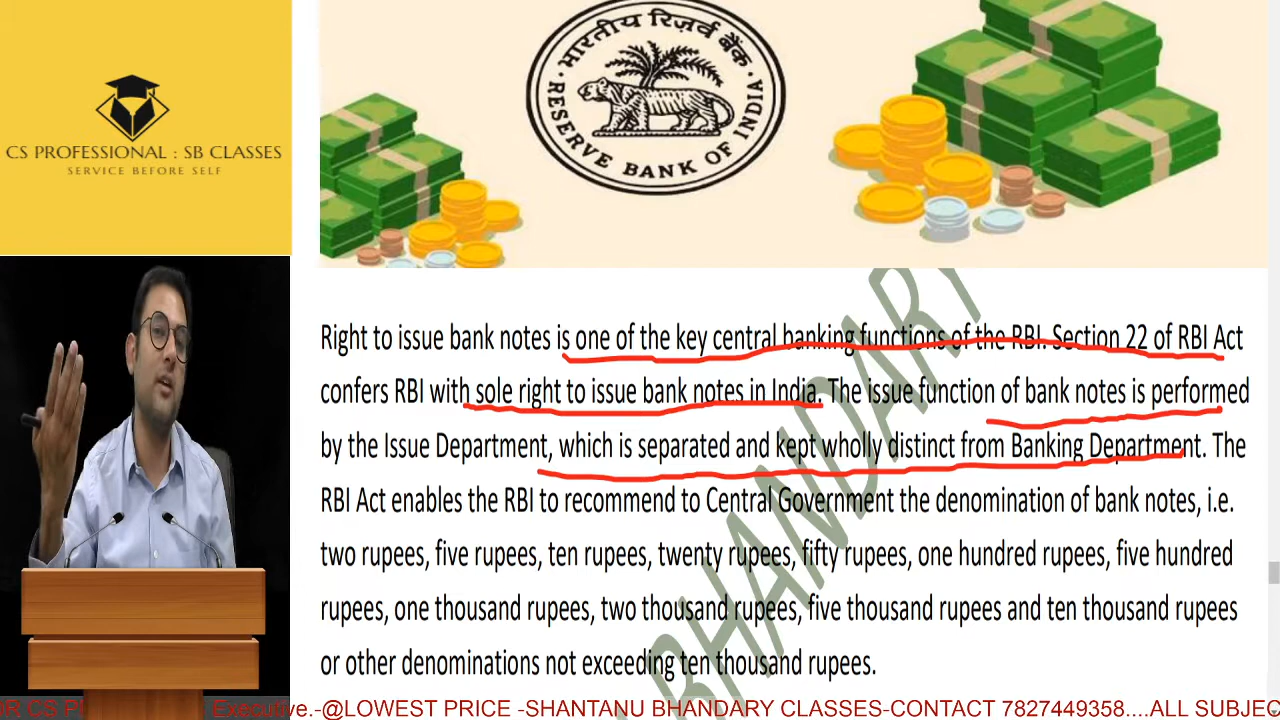 भारतीय रिज़र्व बैंक
RESERVE BANK OF INDIA
CS PROFESSIONAL : SB CLASSES
SERVICE BEFORE SELF
Right to issue bank notes is one of the key central banking functions of the RBI. Section 22 of RBI Act
confers RBI with sole right to issue bank notes in India. The issue function of bank notes is performed
by the Issue Department, which is separated and kept wholly distinct from Banking Department. The
RBI Act enables the RBI to recommend to Central Government the denomination of bank notes, i.e.
two rupees, five rupees, ten rupees, twenty rupees, fifty rupees, one hundred rupees, five hundred
rupees, one thousand rupees, two thousand rupees, five thousand rupees and ten thousand rupees
or other denominations not exceeding ten thousand rupees.
BHANDARY
OR CS P Executive.-@LOWEST PRICE -SHANTANU BHANDARY CLASSES-CONTACT 7827449358....ALL SUBJEC